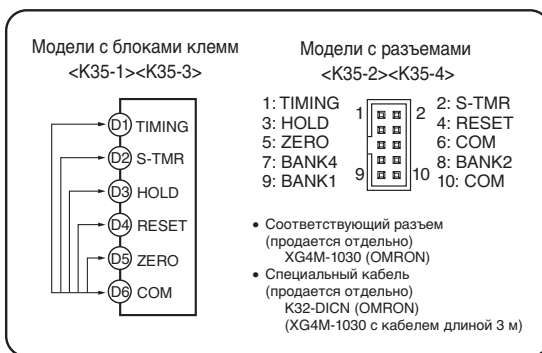 Модели с блоками клемм
<K35-1><K35-3>
D1 TIMING
D2 S-TMR
D3 HOLD
D4 RESET
D5 ZERO
D6 COM
Модели с разъемами
<K35-2><K35-4>
1: TIMING
3: HOLD
5: ZERO
7: BANK4
9: BANK1
1 2
9 10
2: S-TMR
4: RESET
6: COM
8: BANK2
10: COM
• Соответствующий разъем
(продается отдельно)
XG4M-1030 (OMRON)
• Специальный кабель
(продается отдельно)
K32-DICN (OMRON)
(XG4M-1030 с кабелем длиной 3 м)